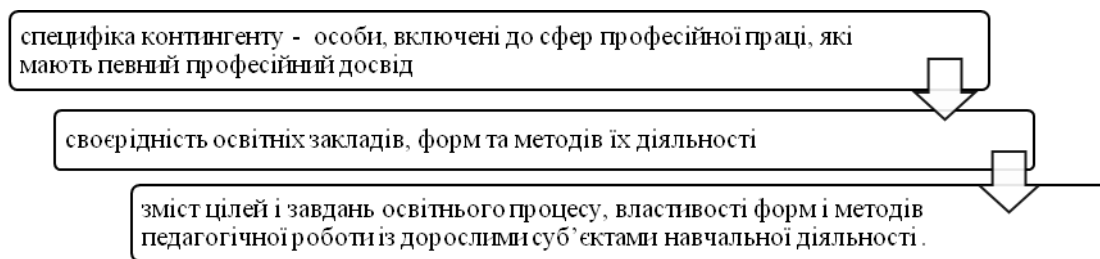 специфіка контингенту - особи, включені до сфер професійної праці, які
мають певний професійний досвід
своєрідність освітніх закладів, форм та методів їх діяльності
зміст цілей і завдань освітнього процесу, властивості форм і методів
педагогічної роботи із дорослими суб’єктами навчальної діяльності .